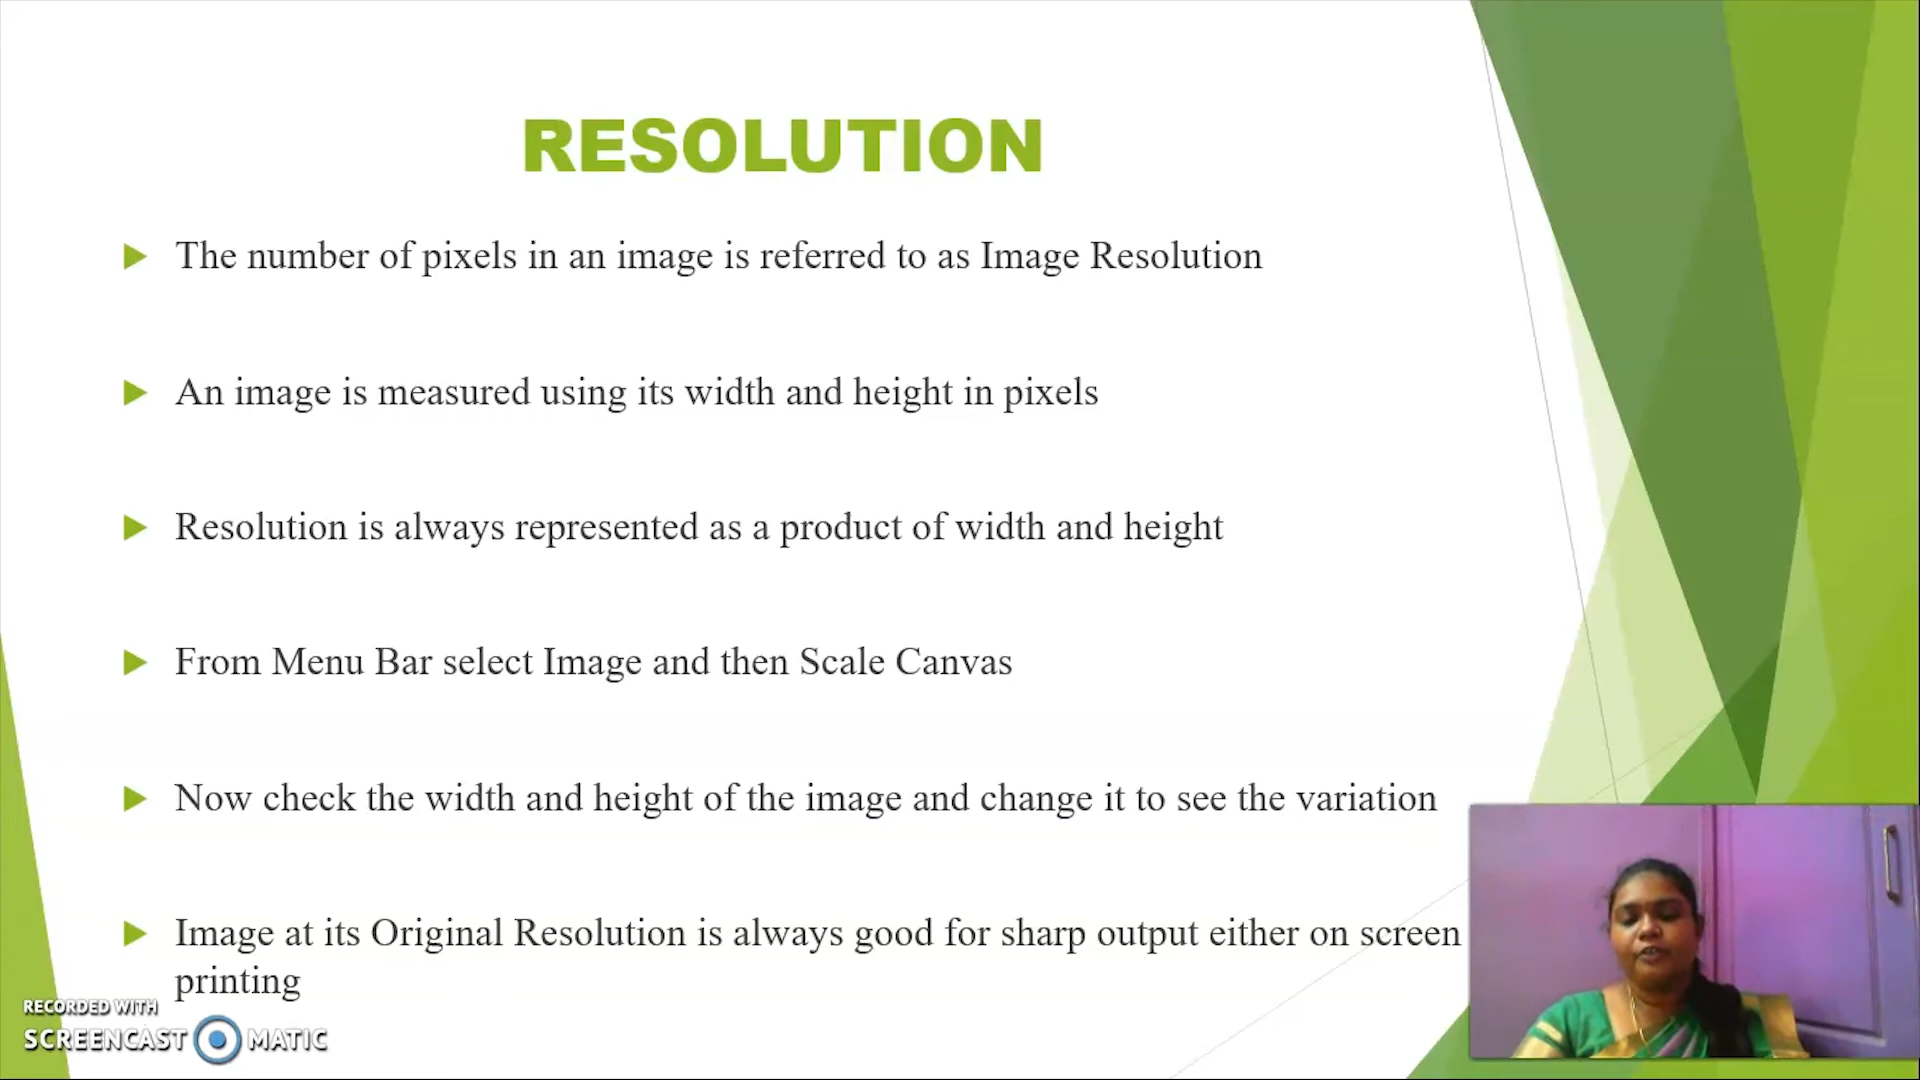 RESOLUTION
The number of pixels in an image is referred to as Image Resolution
An image is measured using its width and height in pixels
Resolution is always represented as a product of width and height
From Menu Bar select Image and then Scale Canvas
Now check the width and height of the image and change it to see the variation
Image at its Original Resolution is always good for sharp output either on screen
printing
RECORDED WITH
SCREENCAST MATIC